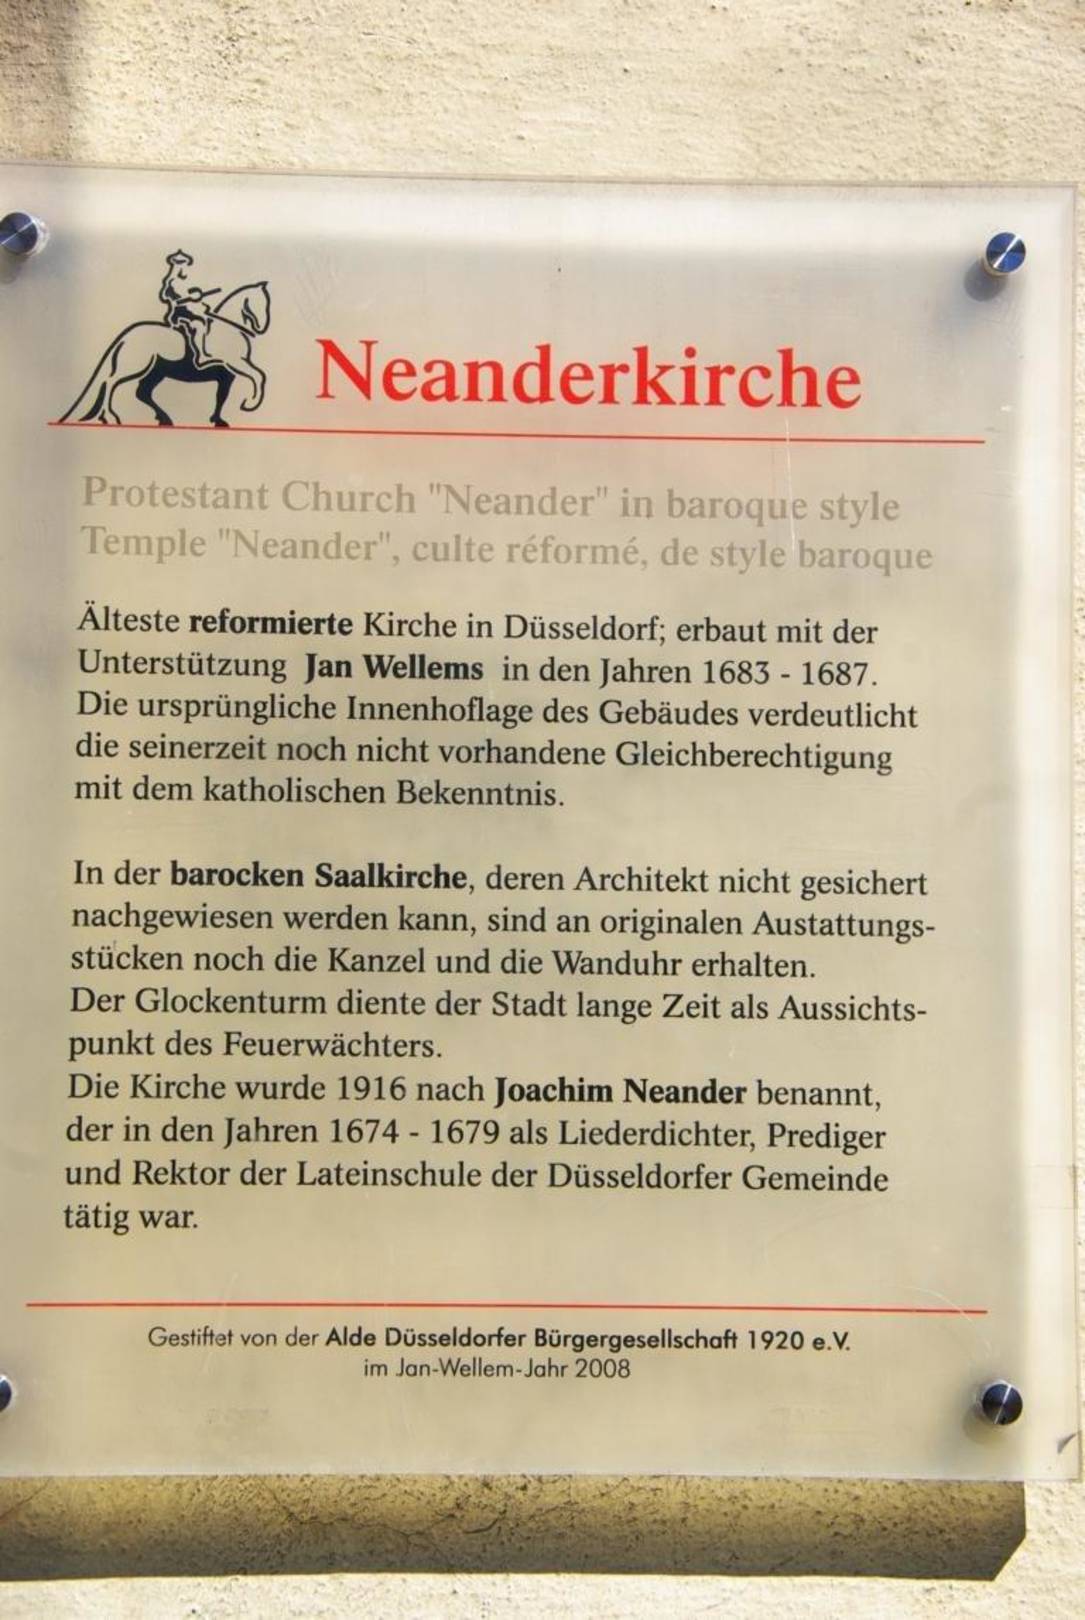 Neanderkirche
Protestant Church "Neander" in baroque style
Temple "Neander", culte réformé, de style baroque
Älteste reformierte Kirche in Düsseldorf; erbaut mit der
Unterstützung Jan Wellems in den Jahren 1683 - 1687.
Die ursprüngliche Innenhoflage des Gebäudes verdeutlicht
die seinerzeit noch nicht vorhandene Gleichberechtigung
mit dem katholischen Bekenntnis.
In der barocken Saalkirche, deren Architekt nicht gesichert
nachgewiesen werden kann, sind an originalen Austattungs-
stücken noch die Kanzel und die Wanduhr erhalten.
Der Glockenturm diente der Stadt lange Zeit als Aussichts-
punkt des Feuerwächters.
Die Kirche wurde 1916 nach Joachim Neander benannt,
der in den Jahren 1674 - 1679 als Liederdichter, Prediger
und Rektor der Lateinschule der Düsseldorfer Gemeinde
tätig war.
Gestiftet von der Alde Düsseldorfer Bürgergesellschaft 1920 e.V.
im Jan-Wellem-Jahr 2008